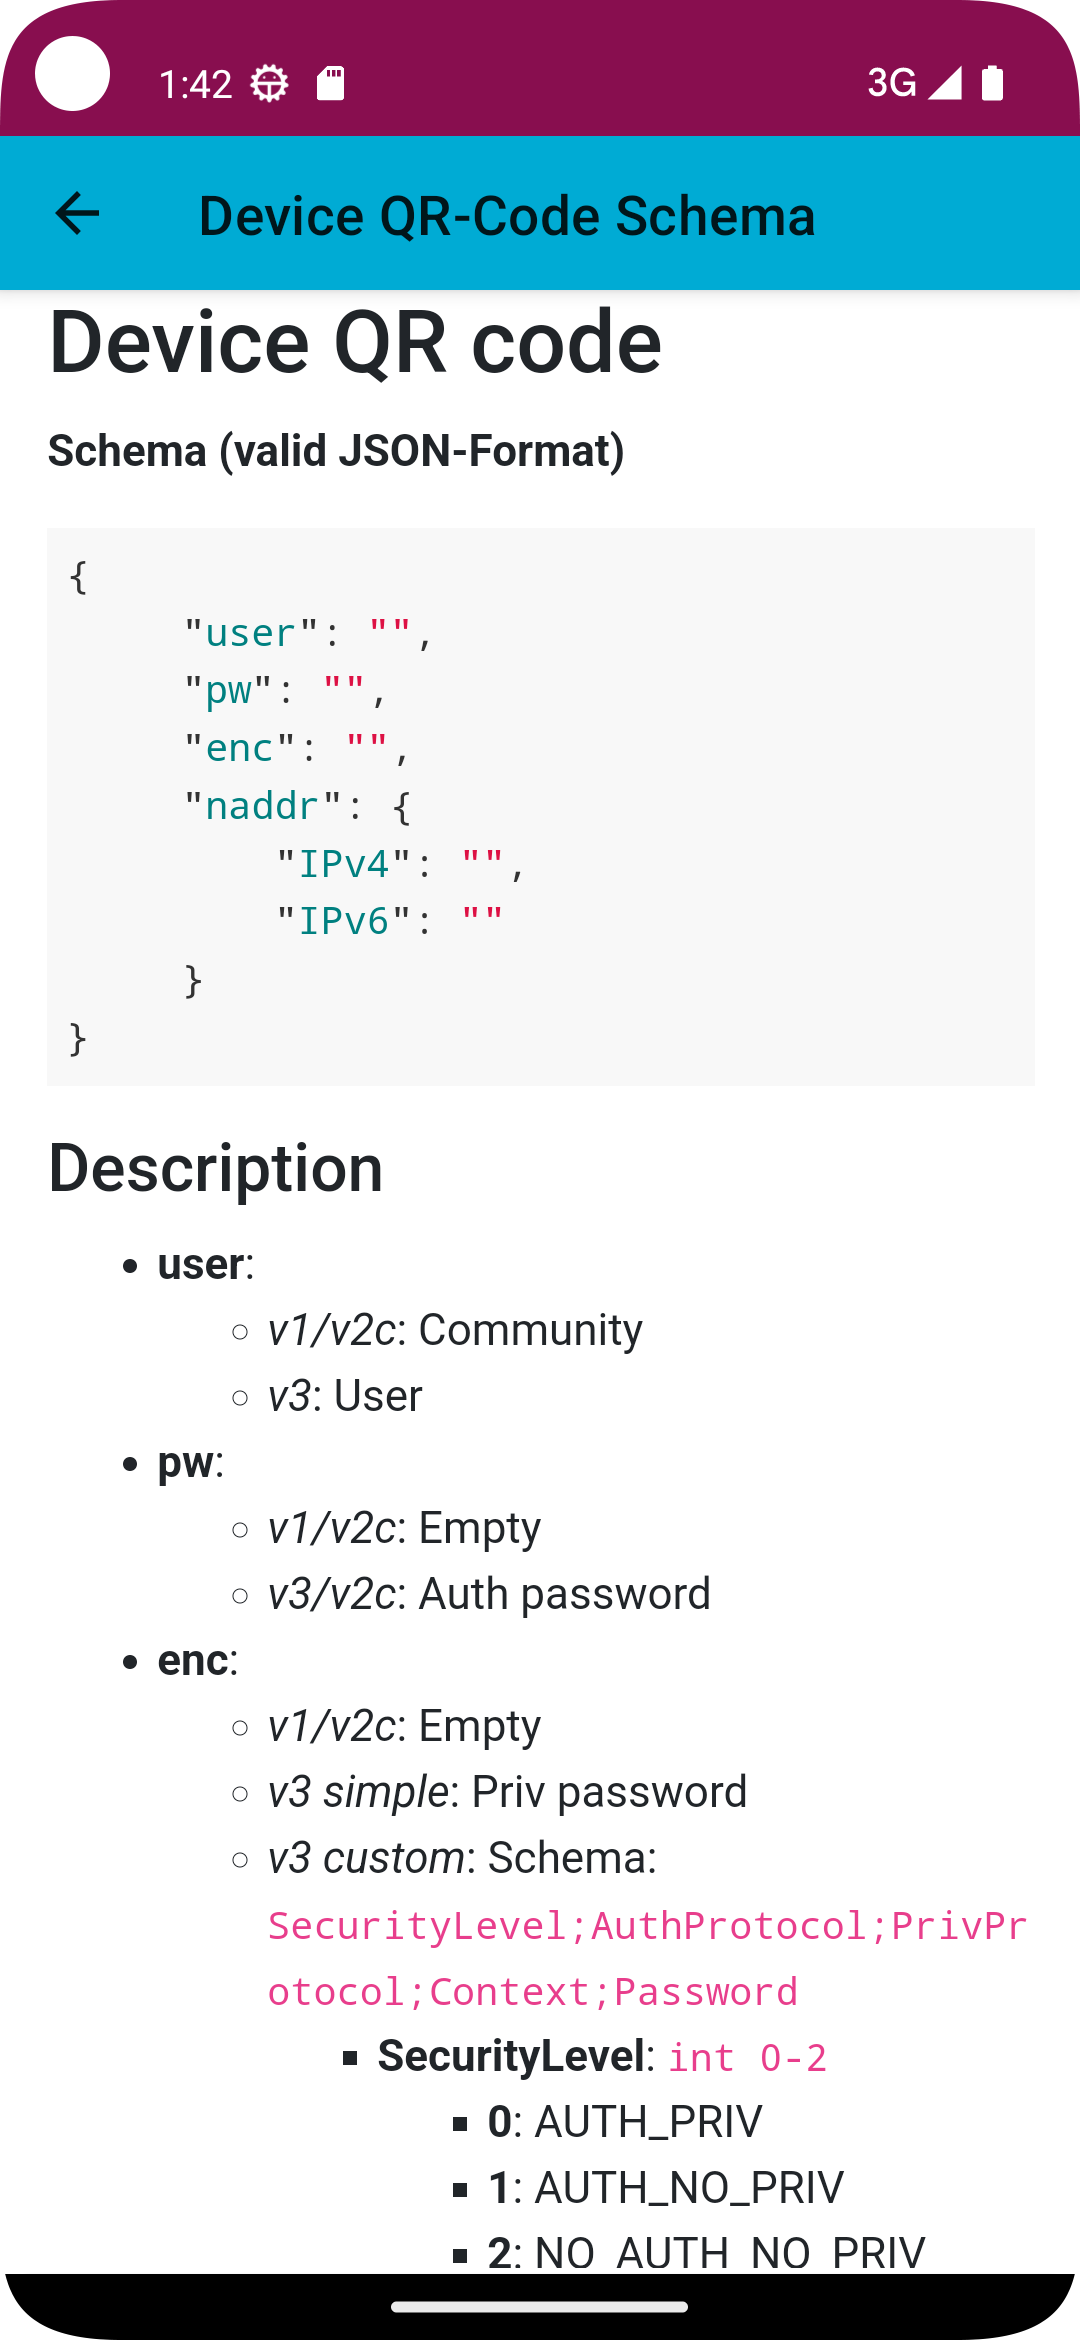 1:42
3G
Device QR-Code Schema
Device QR code
Schema (valid JSON-Format)
{
"user": "",
"pw": "",
"enc": "",
"naddr": {
"IPv4": "",
"IPv6": ""
}
}
Description
user:
v1/v2c: Community
v3: User
pw:
v1/v2c: Empty
v3/v2c: Auth password
enc:
v1/v2c: Empty
v3 simple: Priv password
v3 custom: Schema:
SecurityLevel;AuthProtocol;PrivPr
otocol;Context;Password
SecurityLevel: int 0-2
0: AUTH_PRIV
1: AUTH_NO_PRIV
2: NO_AUTH_NO_PRIV